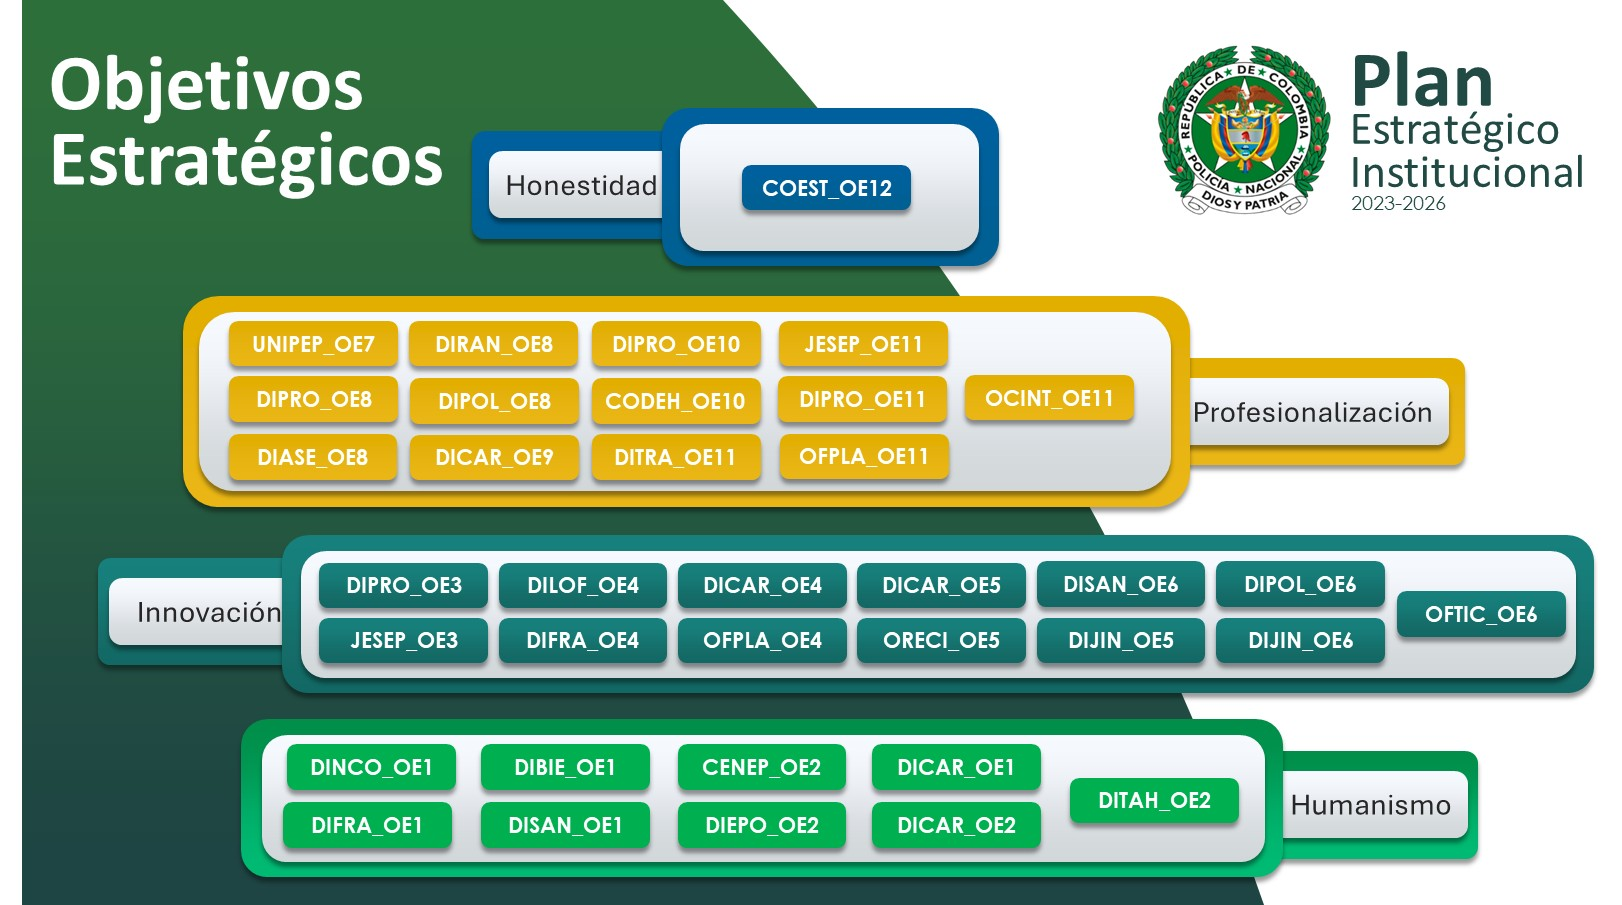 Objetivos
Estratégicos
REPÚBLICA DE COLOMBIA
POLICÍA NACIONAL
DIOS Y PATRIA
Plan
Estratégico
Institucional
2023-2026
Honestidad
COEST_OE12
UNIPEP_OE7 DIRAN_OE8 DIPRO_OE10 JESEP_OE11
DIPRO_OE8 DIPOL_OE8 CODEH_OE10 DIPRO_OE11 OCINT_OE11
DIASE_OE8 DICAR_OE9 DITRA_OE11 OFPLA_OE11
Profesionalización
Innovación
DIPRO_OE3 DILOF_OE4 DICAR_OE4 DICAR_OE5 DISAN_OE6 DIPOL_OE6
OFTIC_OE6
JESEP_OE3 DIFRA_OE4 OFPLA_OE4 ORECI_OE5 DIJIN_OE5 DIJIN_OE6
DINCO_OE1 DIBIE_OE1 CENEP_OE2 DICAR_OE1
DITAH_OE2
DIFRA_OE1 DISAN_OE1 DIEPO_OE2 DICAR_OE2
Humanismo